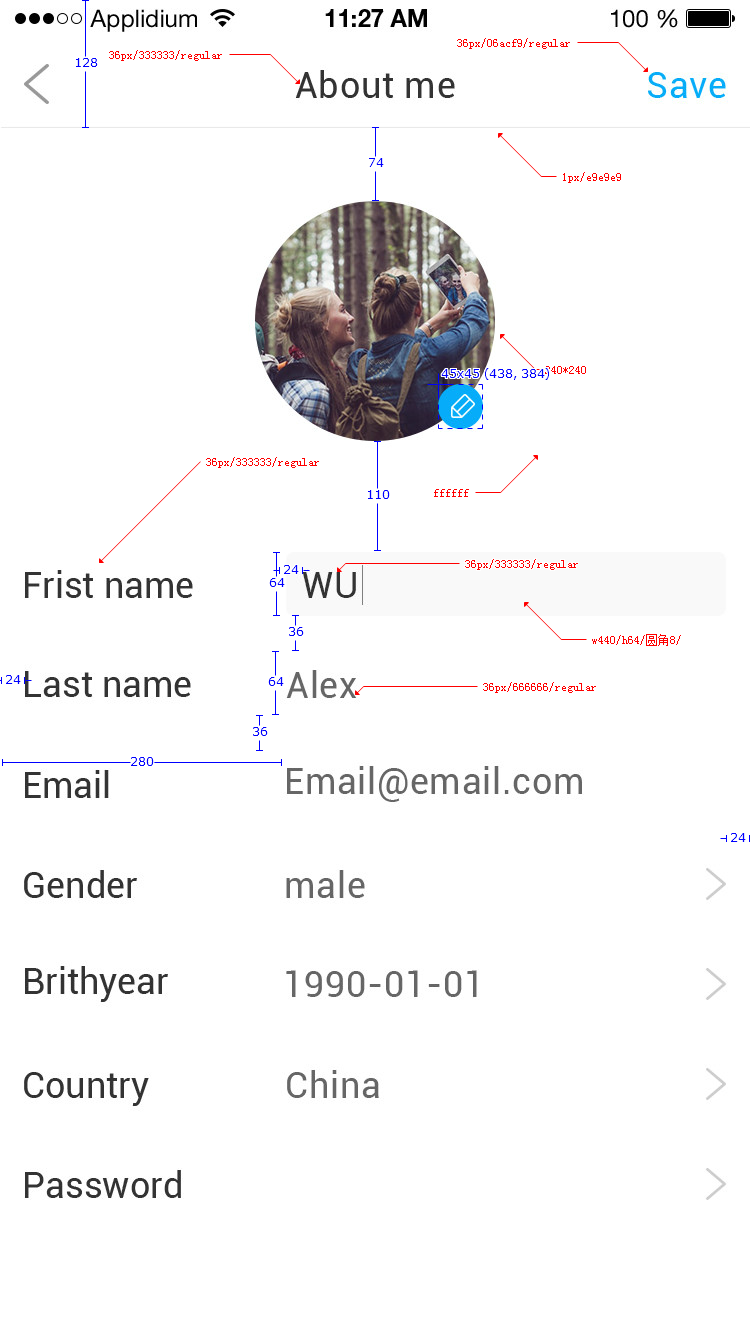 Applidium 11:27 AM 100 %
36px/06acf9/regular
128 36px/333333/regular
About me Save
74
1px/e9e9e9
240*240
45x45 (438, 384)
36px/333333/regular
110 ffffff
24 36px/333333/regular
Frist name 64 WU
36 w440/h64/圆角8/
24 Last name 64 Alex 36px/666666/regular
36
280
Email Email@email.com
24
Gender male
Brithyear 1990-01-01
Country China
Password